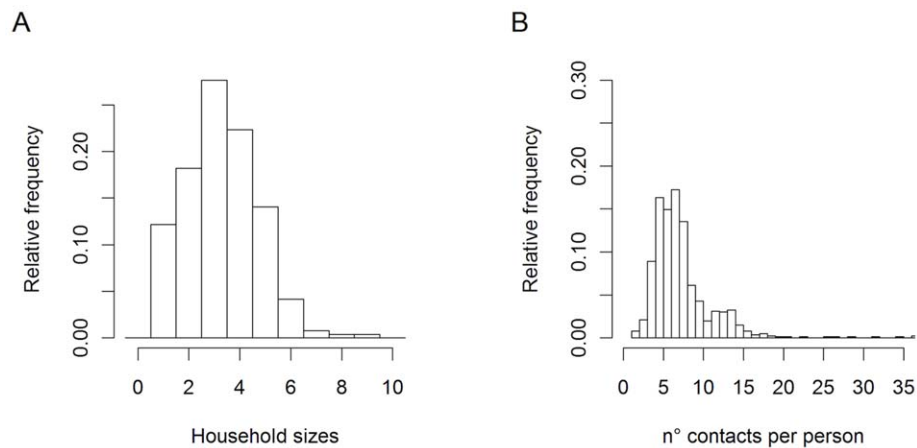 A
Relative frequency
0.00
0.10
0.20
0 2 4 6 8 10
Household sizes
B
Relative frequency
0.00
0.10
0.20
0.30
0 5 10 15 20 25 30 35
n° contacts per person